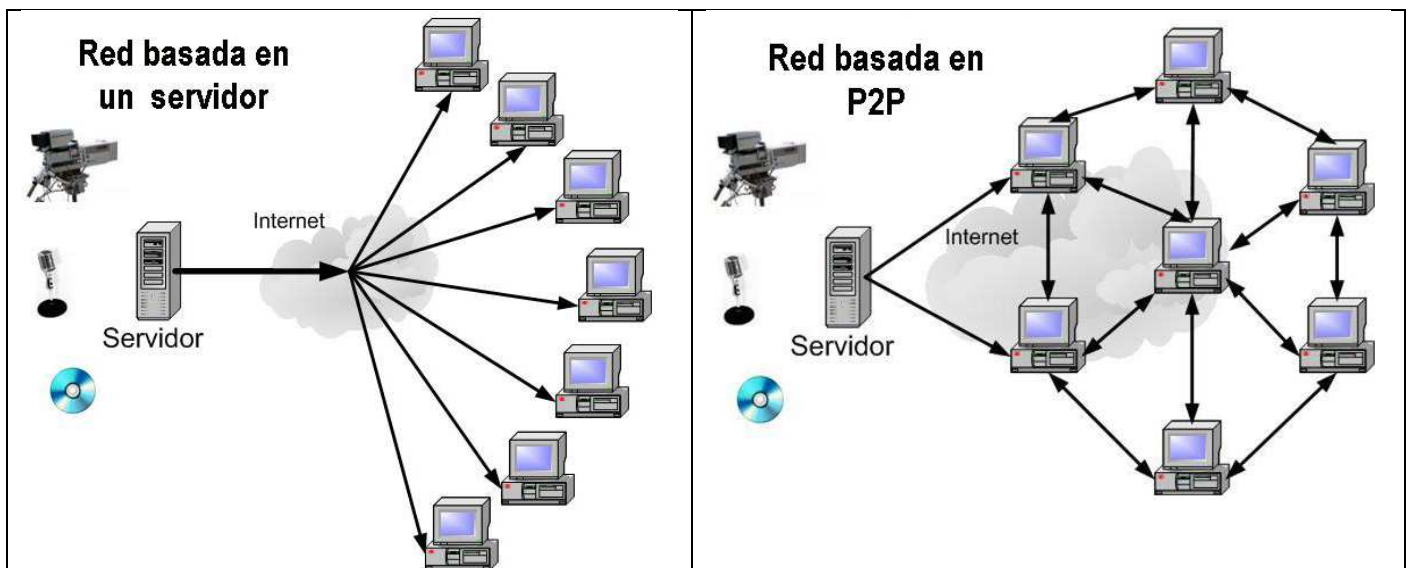 Red basada en
un servidor
Internet
Servidor
Red basada en
P2P
Internet
Servidor